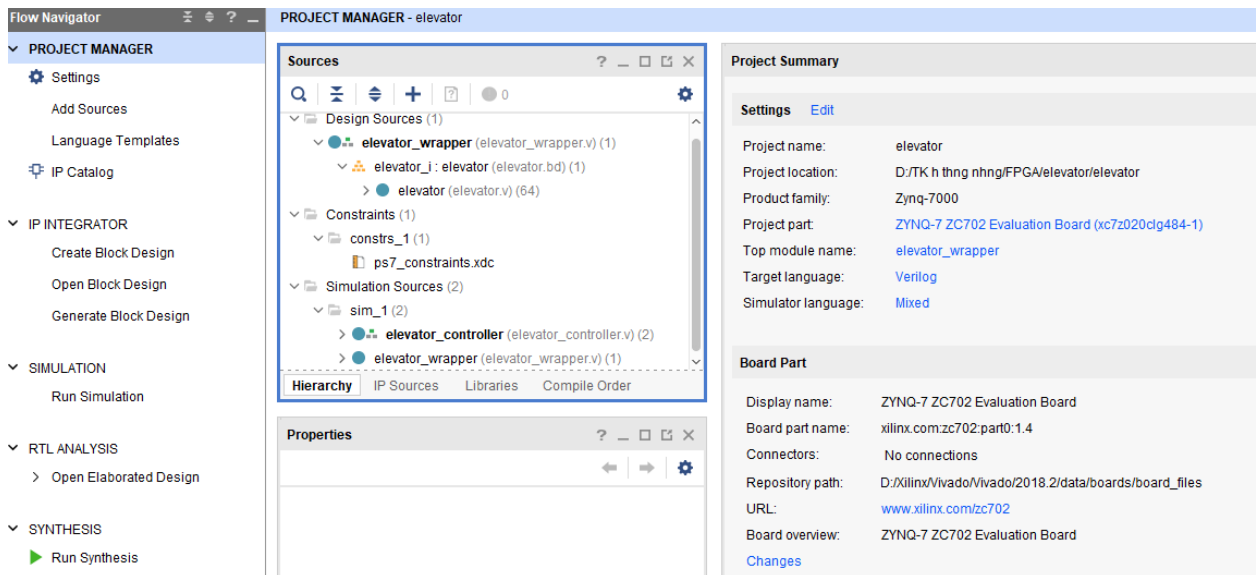 Flow Navigator
PROJECT MANAGER
Settings
Add Sources
Language Templates
IP Catalog
IP INTEGRATOR
Create Block Design
Open Block Design
Generate Block Design
SIMULATION
Run Simulation
RTL ANALYSIS
Open Elaborated Design
SYNTHESIS
Run Synthesis
PROJECT MANAGER - elevator
Sources
0
Design Sources (1)
elevator_wrapper (elevator_wrapper.v) (1)
elevator_i : elevator (elevator.bd) (1)
elevator (elevator.v) (64)
Constraints (1)
constrs_1 (1)
ps7_constraints.xdc
Simulation Sources (2)
sim_1 (2)
elevator_controller (elevator_controller.v) (2)
elevator_wrapper (elevator_wrapper.v) (1)
Hierarchy IP Sources Libraries Compile Order
Properties
Project Summary
Settings Edit
Project name: elevator
Project location: D:/TK h thng nhng/FPGA/elevator/elevator
Product family: Zynq-7000
Project part: ZYNQ-7 ZC702 Evaluation Board (xc7z020clg484-1)
Top module name: elevator_wrapper
Target language: Verilog
Simulator language: Mixed
Board Part
Display name: ZYNQ-7 ZC702 Evaluation Board
Board part name: xilinx.com:zc702:part0:1.4
Connectors: No connections
Repository path: D:/Xilinx/Vivado/Vivado/2018.2/data/boards/board_files
URL: www.xilinx.com/zc702
Board overview: ZYNQ-7 ZC702 Evaluation Board
Changes